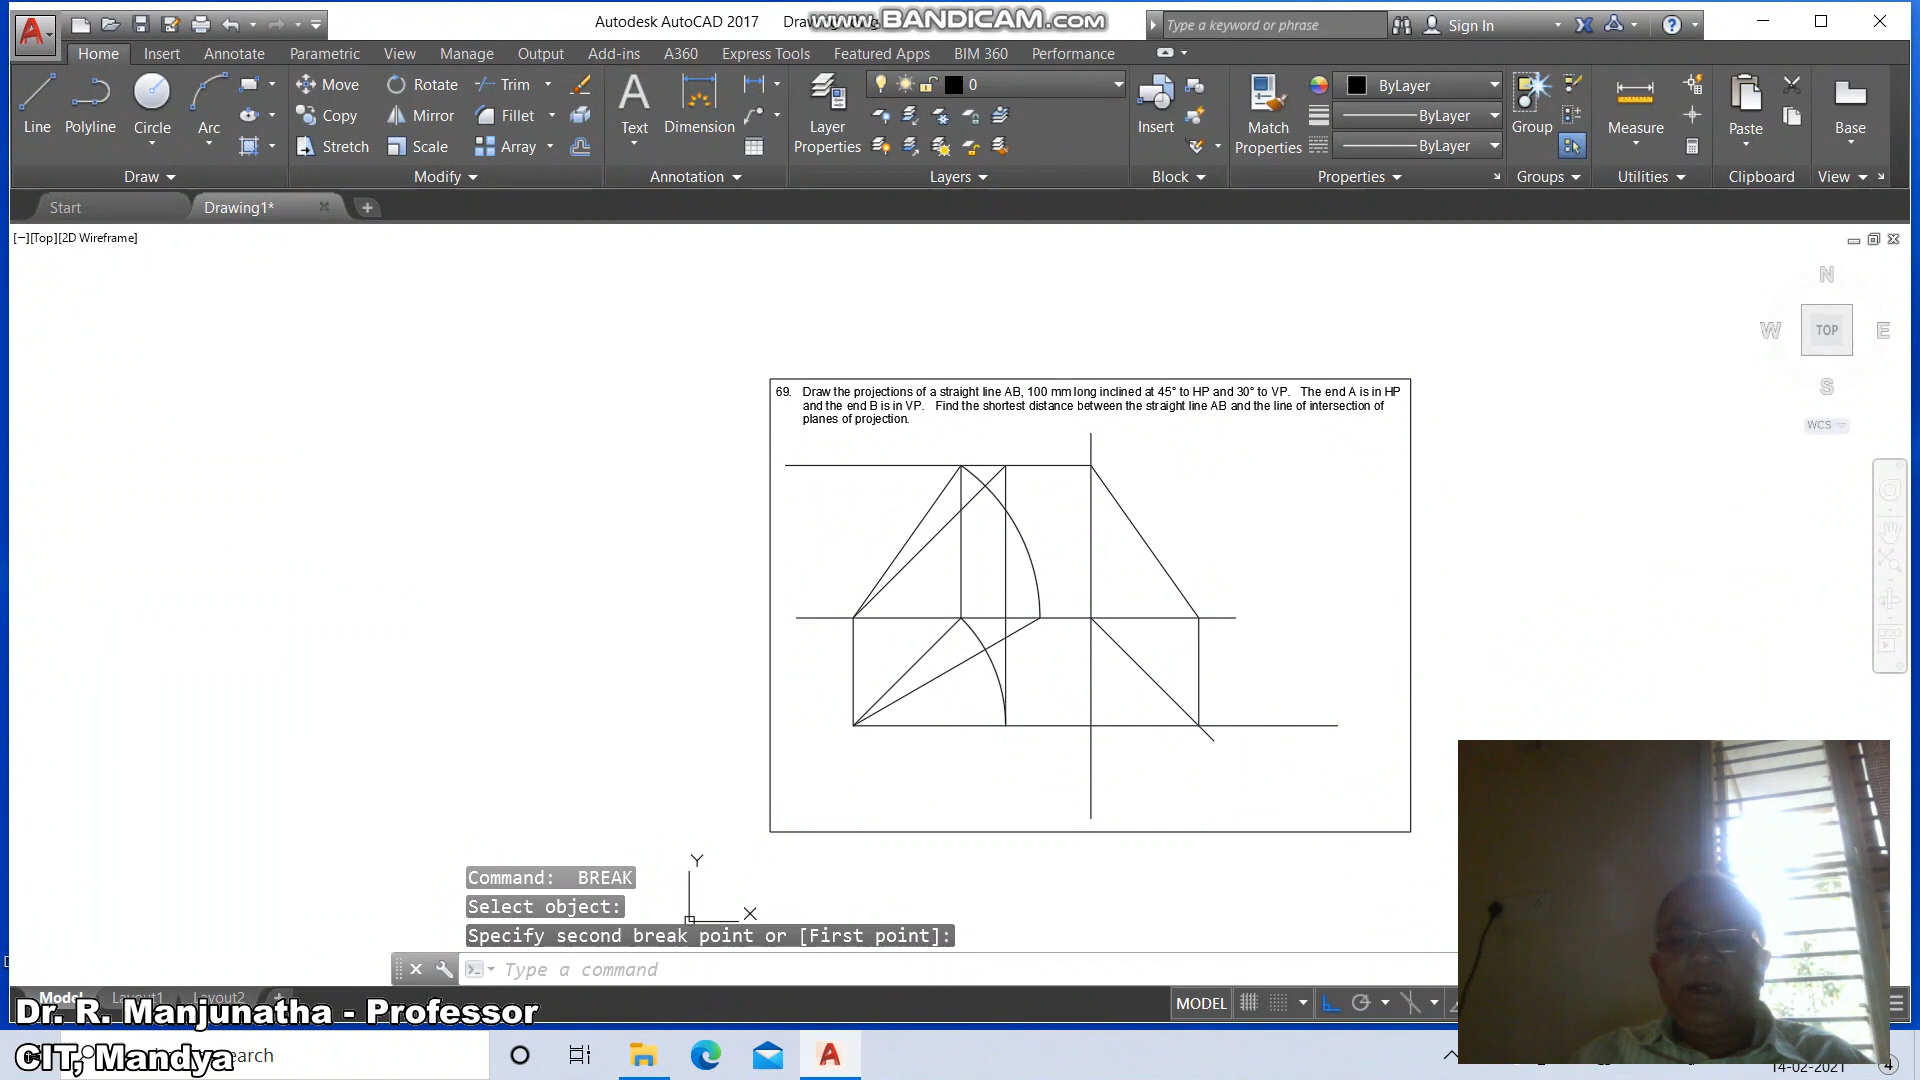 Autodesk AutoCAD 2017
www.BANDICAM.com
Type a keyword or phrase
Sign In
Home Insert Annotate Parametric View Manage Output Add-ins A360 Express Tools Featured Apps BIM 360 Performance
Line Polyline Circle Arc
Move Rotate Trim
Copy Mirror Fillet
Stretch Scale Array
Text Dimension
Layer Properties
0
Insert
Match Properties
ByLayer
ByLayer
ByLayer
Group
Measure
Paste
Base
Draw Modify Annotation Layers Block Properties Groups Utilities Clipboard View
Start Drawing1*
[−][Top][2D Wireframe]
N
W TOP E
S
WCS
69. Draw the projections of a straight line AB, 100 mm long inclined at 45° to HP and 30° to VP. The end A is in HP
and the end B is in VP. Find the shortest distance between the straight line AB and the line of intersection of
planes of projection.
Y
X
Command: BREAK
Select object:
Specify second break point or [First point]:
Type a command
Model Layout1 Layout2
MODEL
Dr. R. Manjunatha - Professor
CIT, Mandya
14-02-2021
4